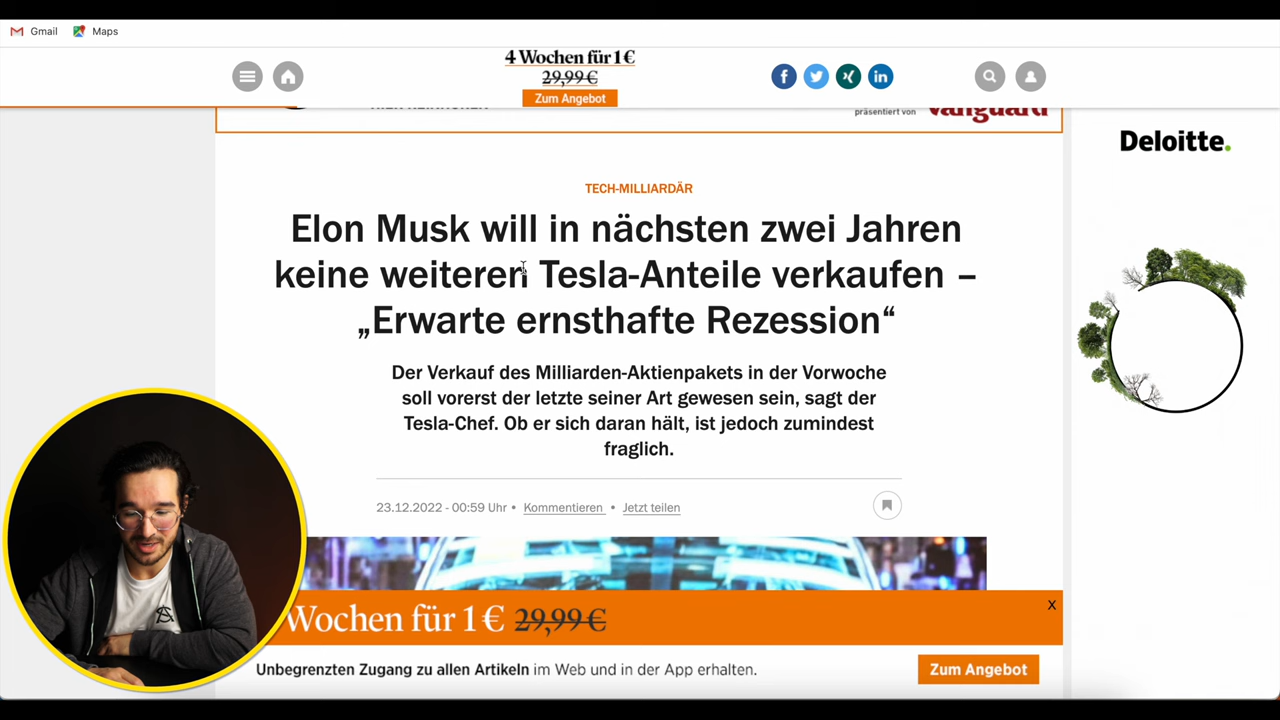 Gmail Maps
4 Wochen für 1 €
29,99 €
Zum Angebot
präsentiert von Vanguard
Deloitte.
TECH-MILLIARDÄR
Elon Musk will in nächsten zwei Jahren
keine weiteren Tesla-Anteile verkaufen –
„Erwarte ernsthafte Rezession“
Der Verkauf des Milliarden-Aktienpakets in der Vorwoche
soll vorerst der letzte seiner Art gewesen sein, sagt der
Tesla-Chef. Ob er sich daran hält, ist jedoch zumindest
fraglich.
23.12.2022 - 00:59 Uhr • Kommentieren • Jetzt teilen
Wochen für 1 € 29,99 €
X
Unbegrenzten Zugang zu allen Artikeln im Web und in der App erhalten.
Zum Angebot